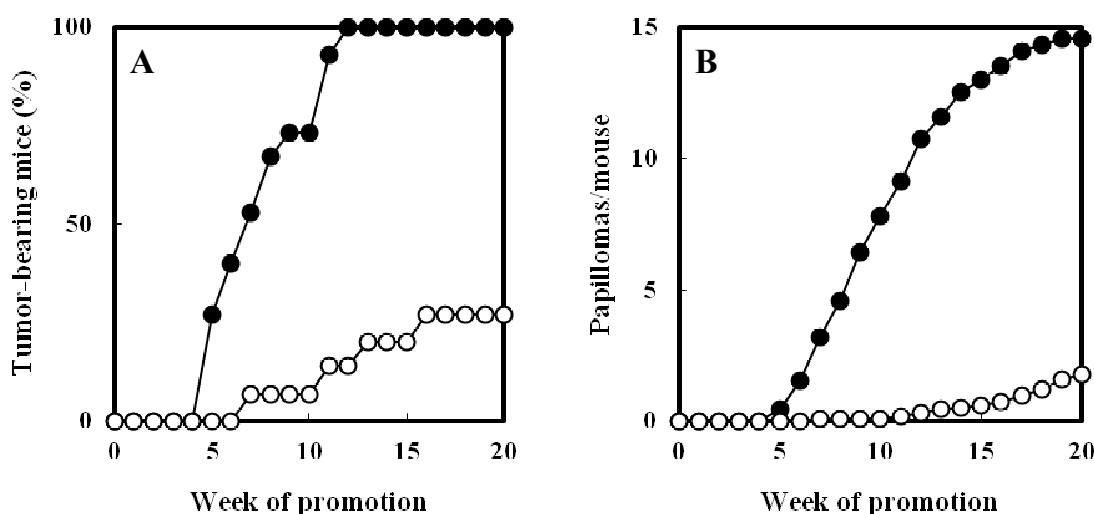 A
Tumor-bearing mice (%)
100
50
0
0 5 10 15 20
Week of promotion
B
Papillomas/mouse
15
10
5
0
0 5 10 15 20
Week of promotion